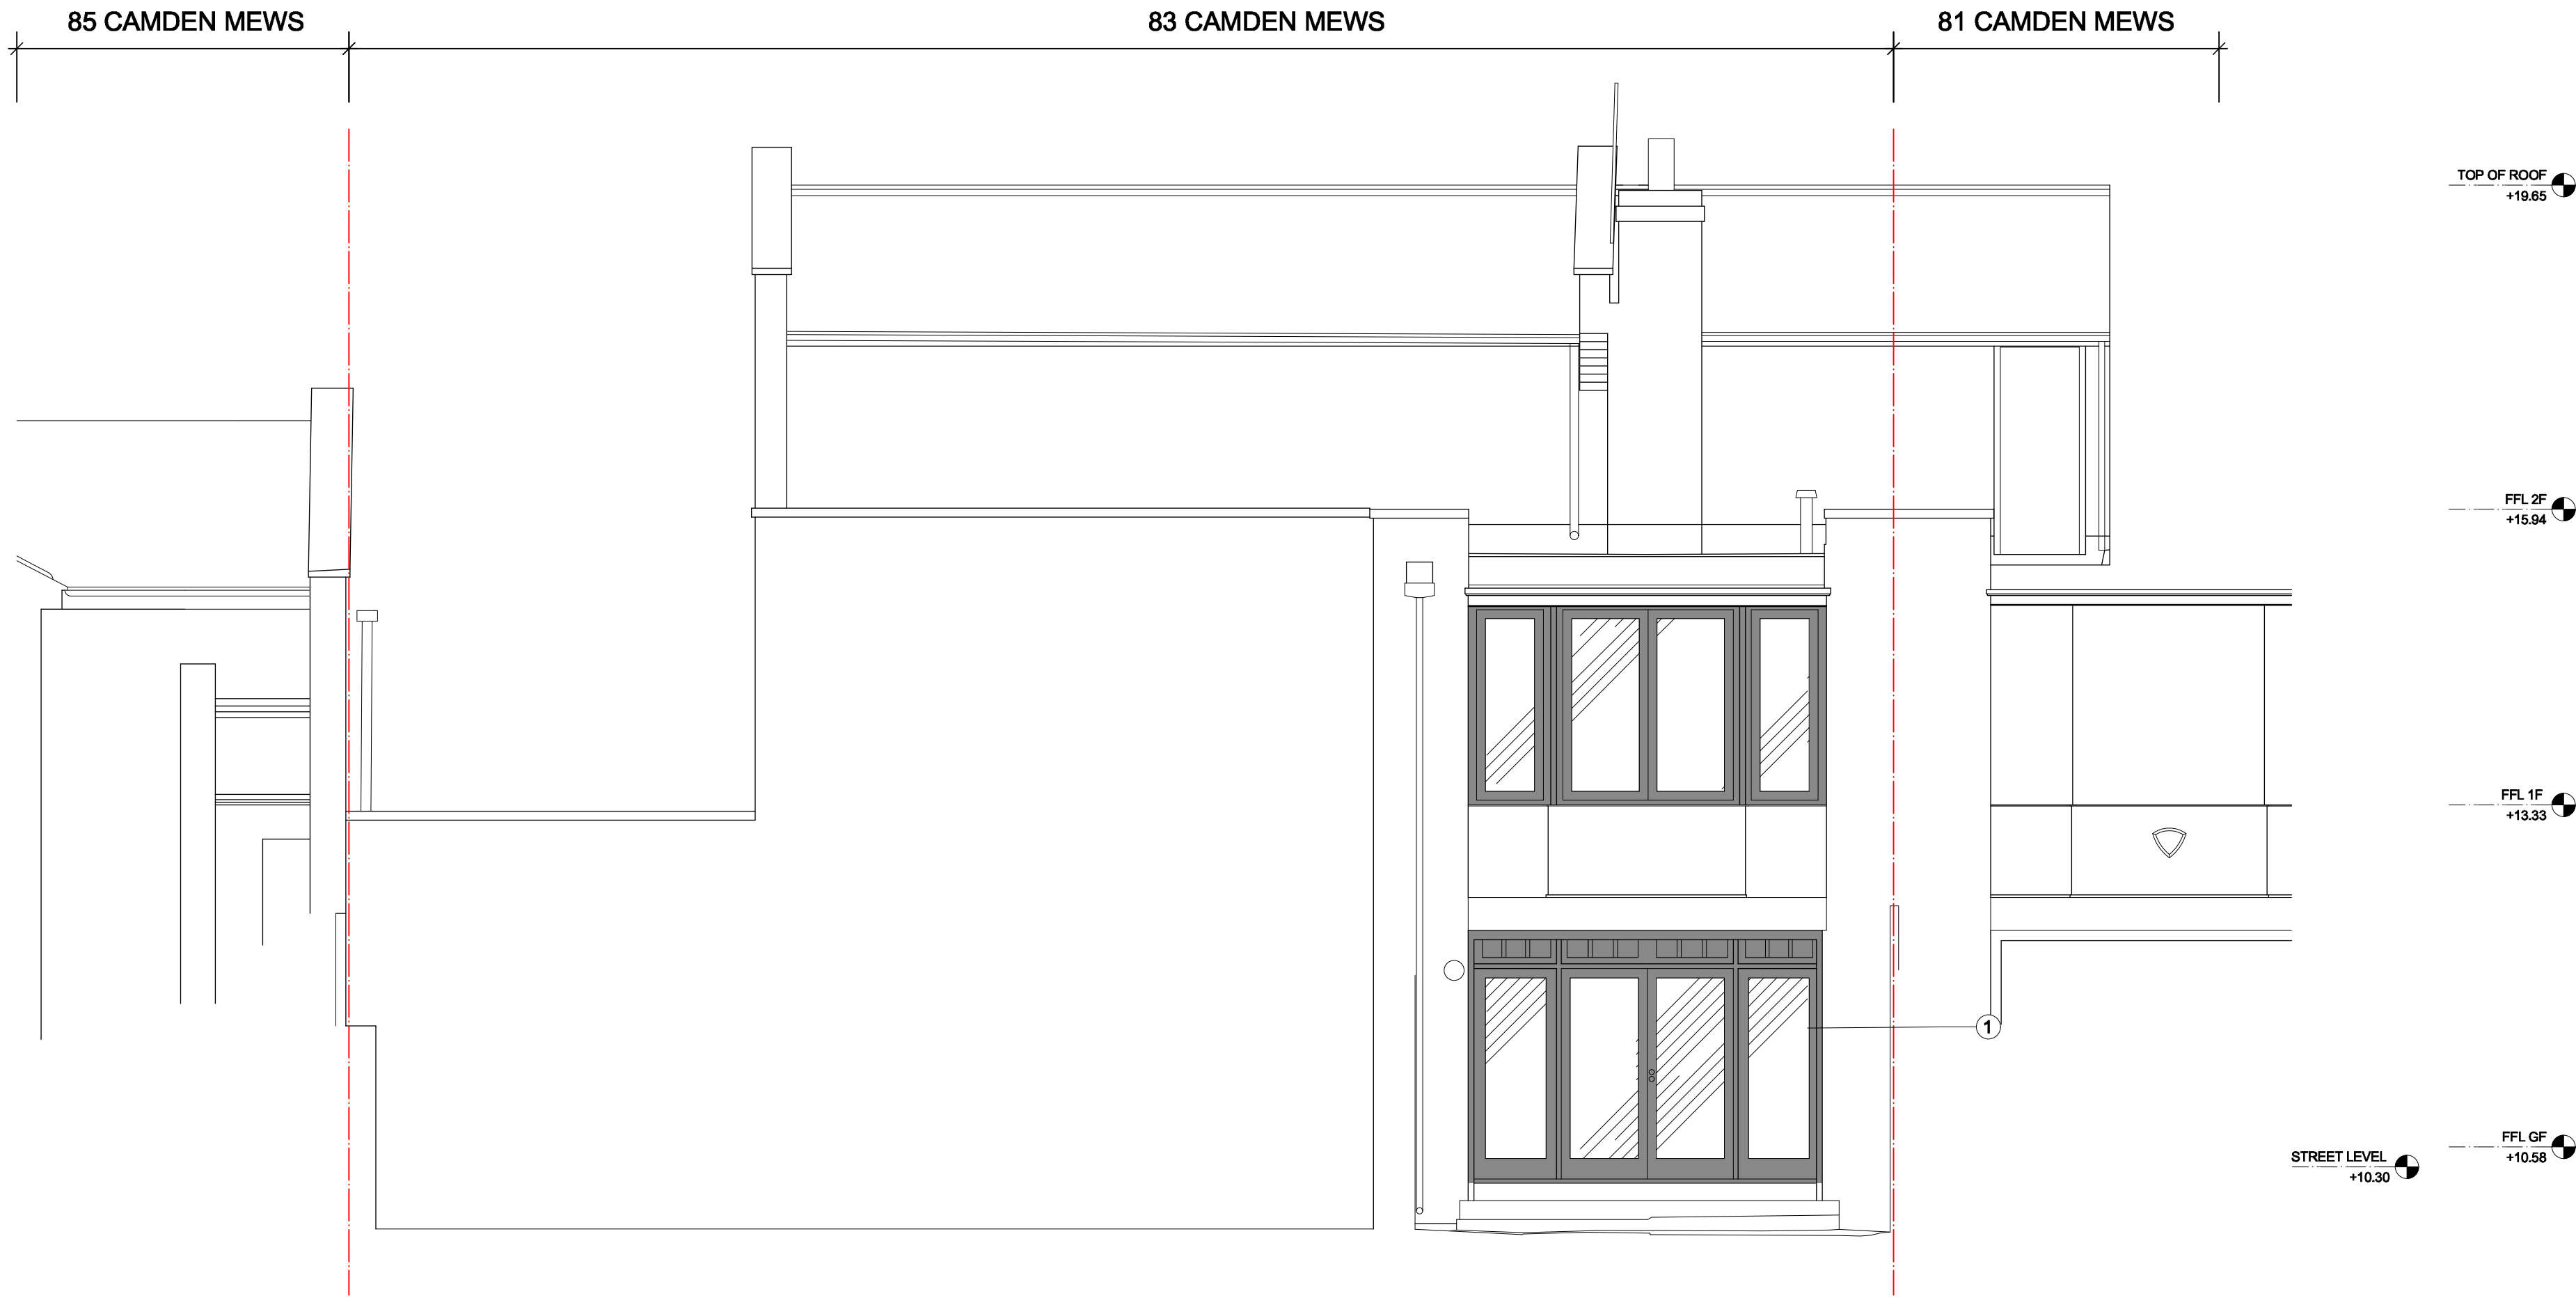 85 CAMDEN MEWS
83 CAMDEN MEWS
81 CAMDEN MEWS
TOP OF ROOF
+19.65
FFL 2F
+15.94
FFL 1F
+13.33
1
FFL GF
+10.58
STREET LEVEL
+10.30